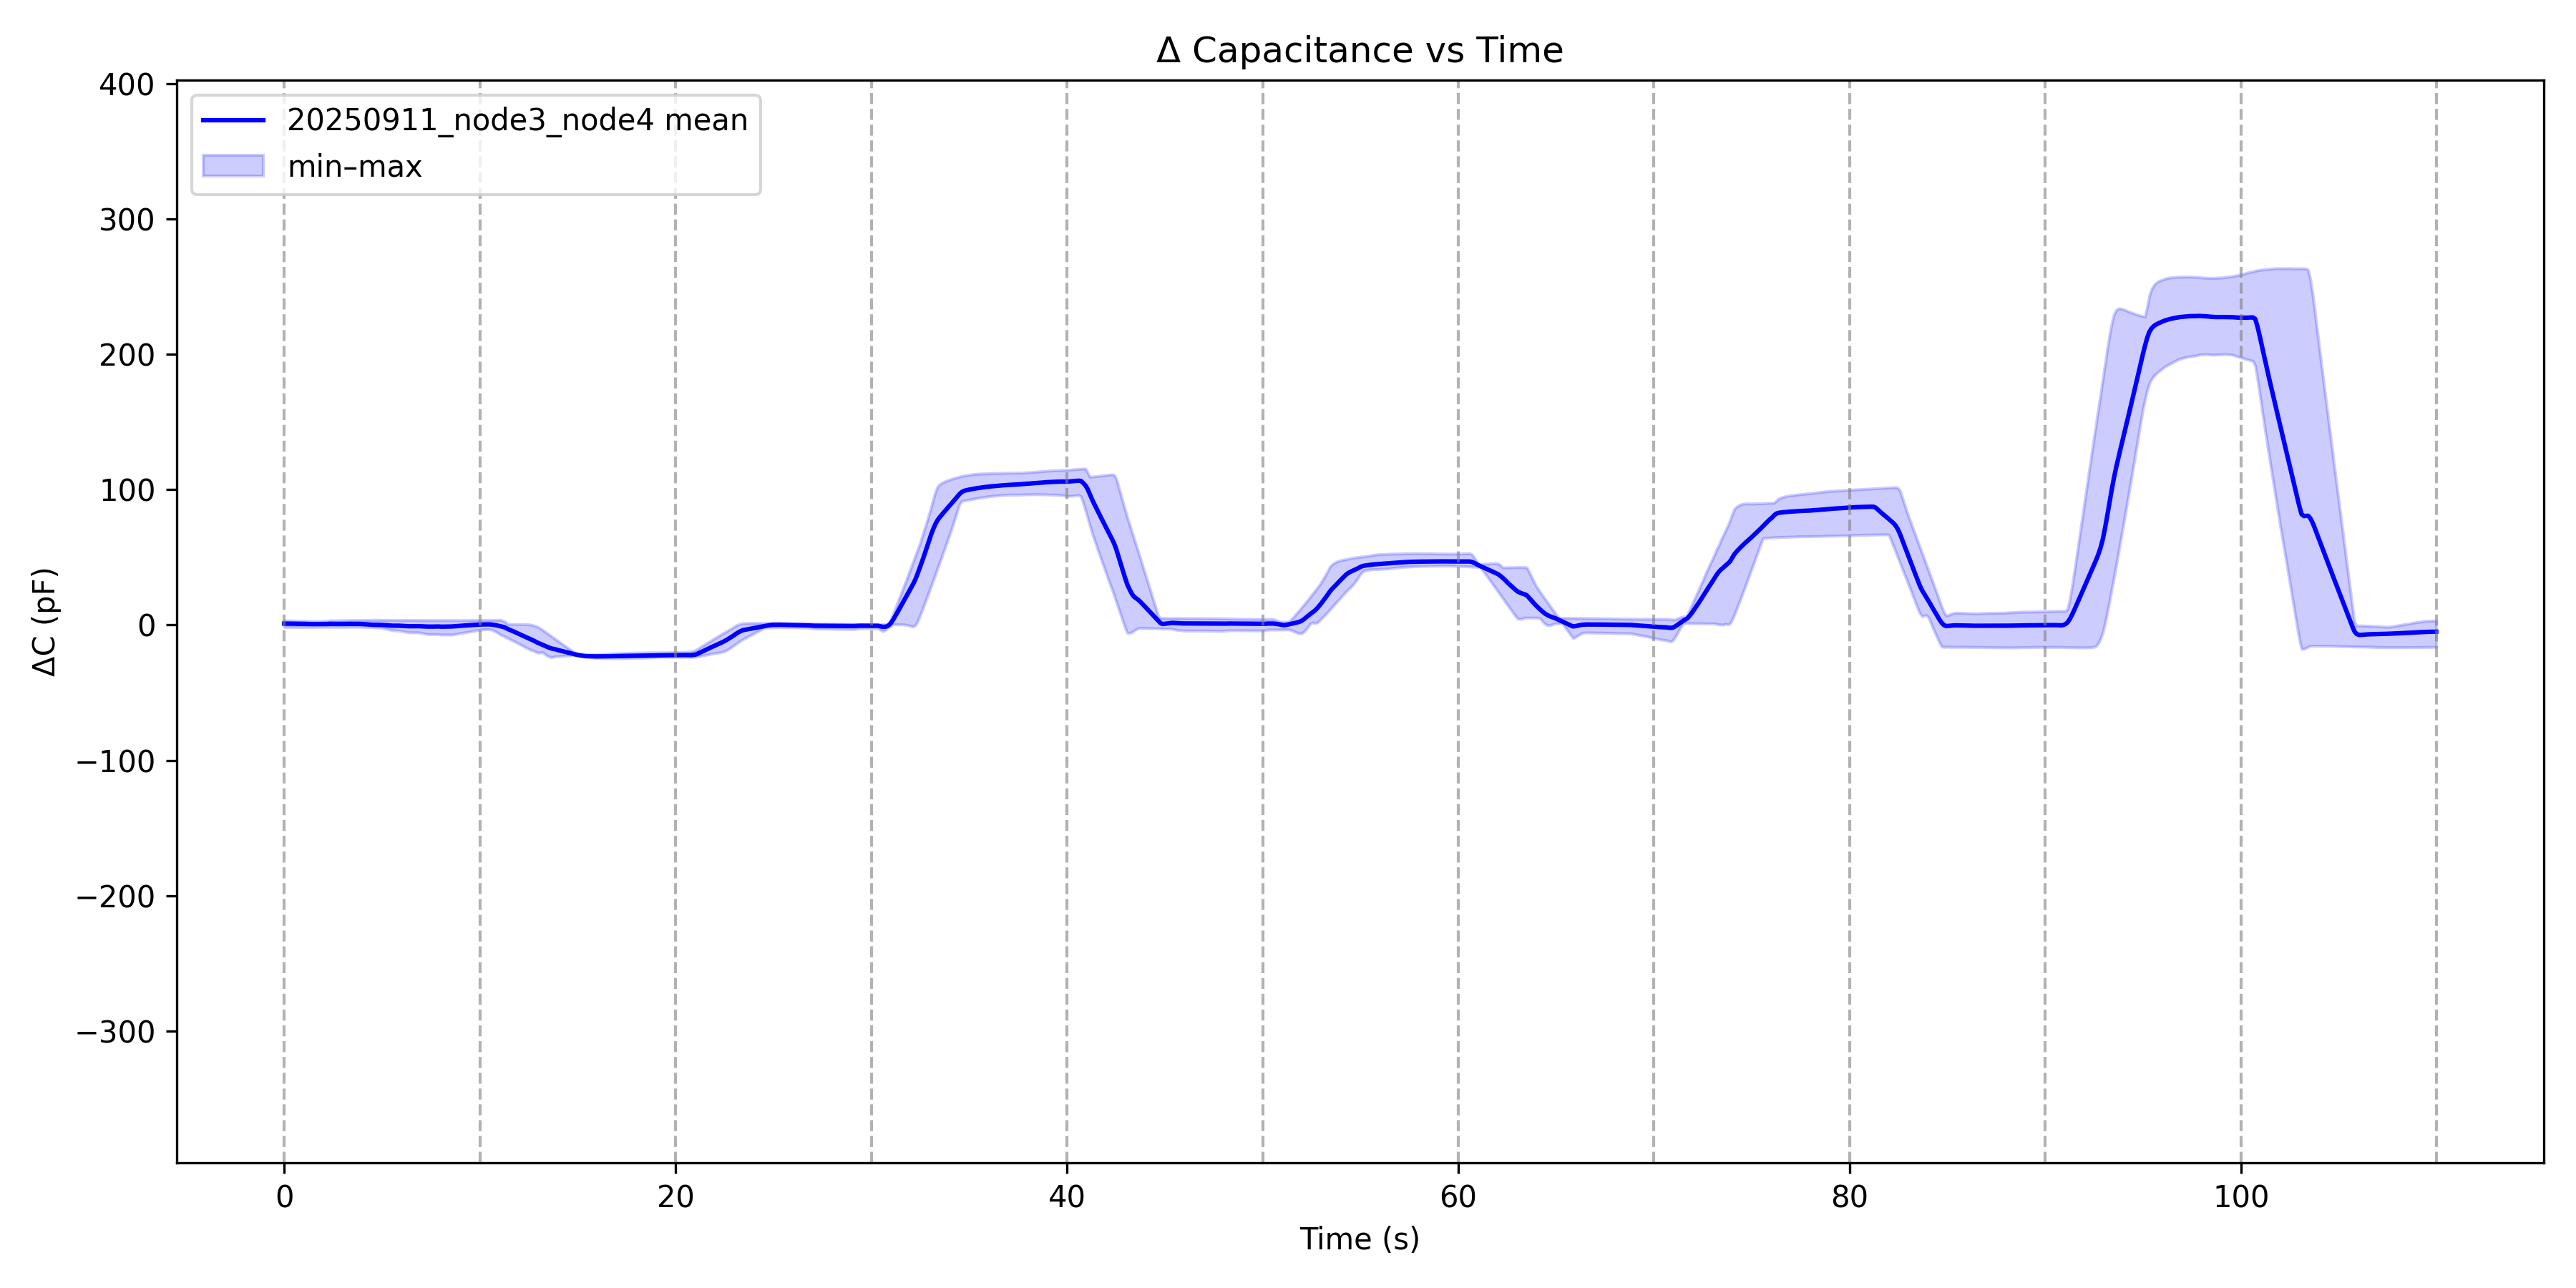 Δ Capacitance vs Time
20250911_node3_node4 mean
min–max
ΔC (pF)
400
300
200
100
0
−100
−200
−300
0 20 40 60 80 100
Time (s)